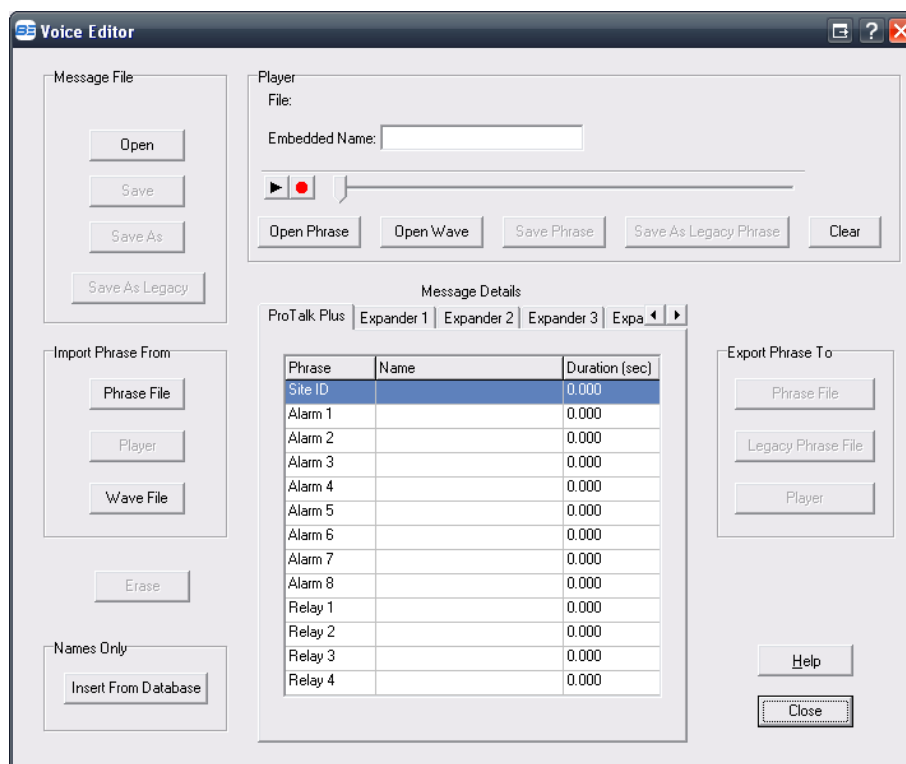 Voice Editor
Message File
Open
Save
Save As
Save As Legacy
Player
File:
Embedded Name:
Open Phrase Open Wave Save Phrase Save As Legacy Phrase Clear
Message Details
ProTalk Plus Expander 1 Expander 2 Expander 3 Expa
Import Phrase From
Phrase File
Player
Wave File
Erase
Names Only
Insert From Database
Phrase Name Duration (sec)
Site ID 0.000
Alarm 1 0.000
Alarm 2 0.000
Alarm 3 0.000
Alarm 4 0.000
Alarm 5 0.000
Alarm 6 0.000
Alarm 7 0.000
Alarm 8 0.000
Relay 1 0.000
Relay 2 0.000
Relay 3 0.000
Relay 4 0.000
Export Phrase To
Phrase File
Legacy Phrase File
Player
Help
Close